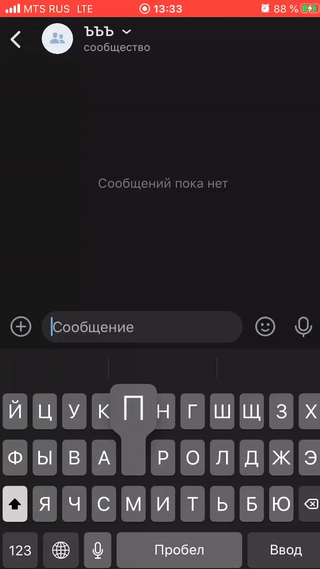 MTS RUS LTE 13:33 88 %
ЪЪЪ
сообщество
Сообщений пока нет
Сообщение
Й Ц У К П Н Г Ш Щ З Х
Ф Ы В А Р О Л Д Ж Э
Я Ч С М И Т Ь Б Ю
123 Пробел Ввод